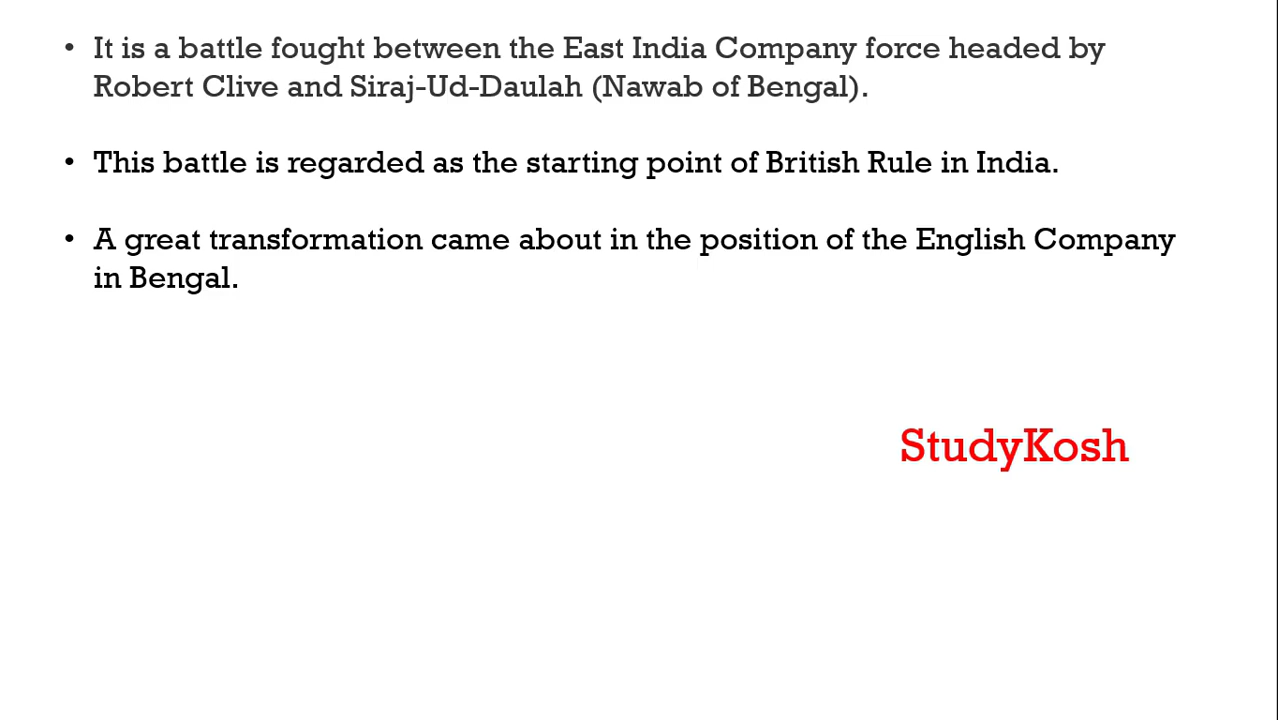 • It is a battle fought between the East India Company force headed by
Robert Clive and Siraj-Ud-Daulah (Nawab of Bengal).
• This battle is regarded as the starting point of British Rule in India.
• A great transformation came about in the position of the English Company
in Bengal.
StudyKosh